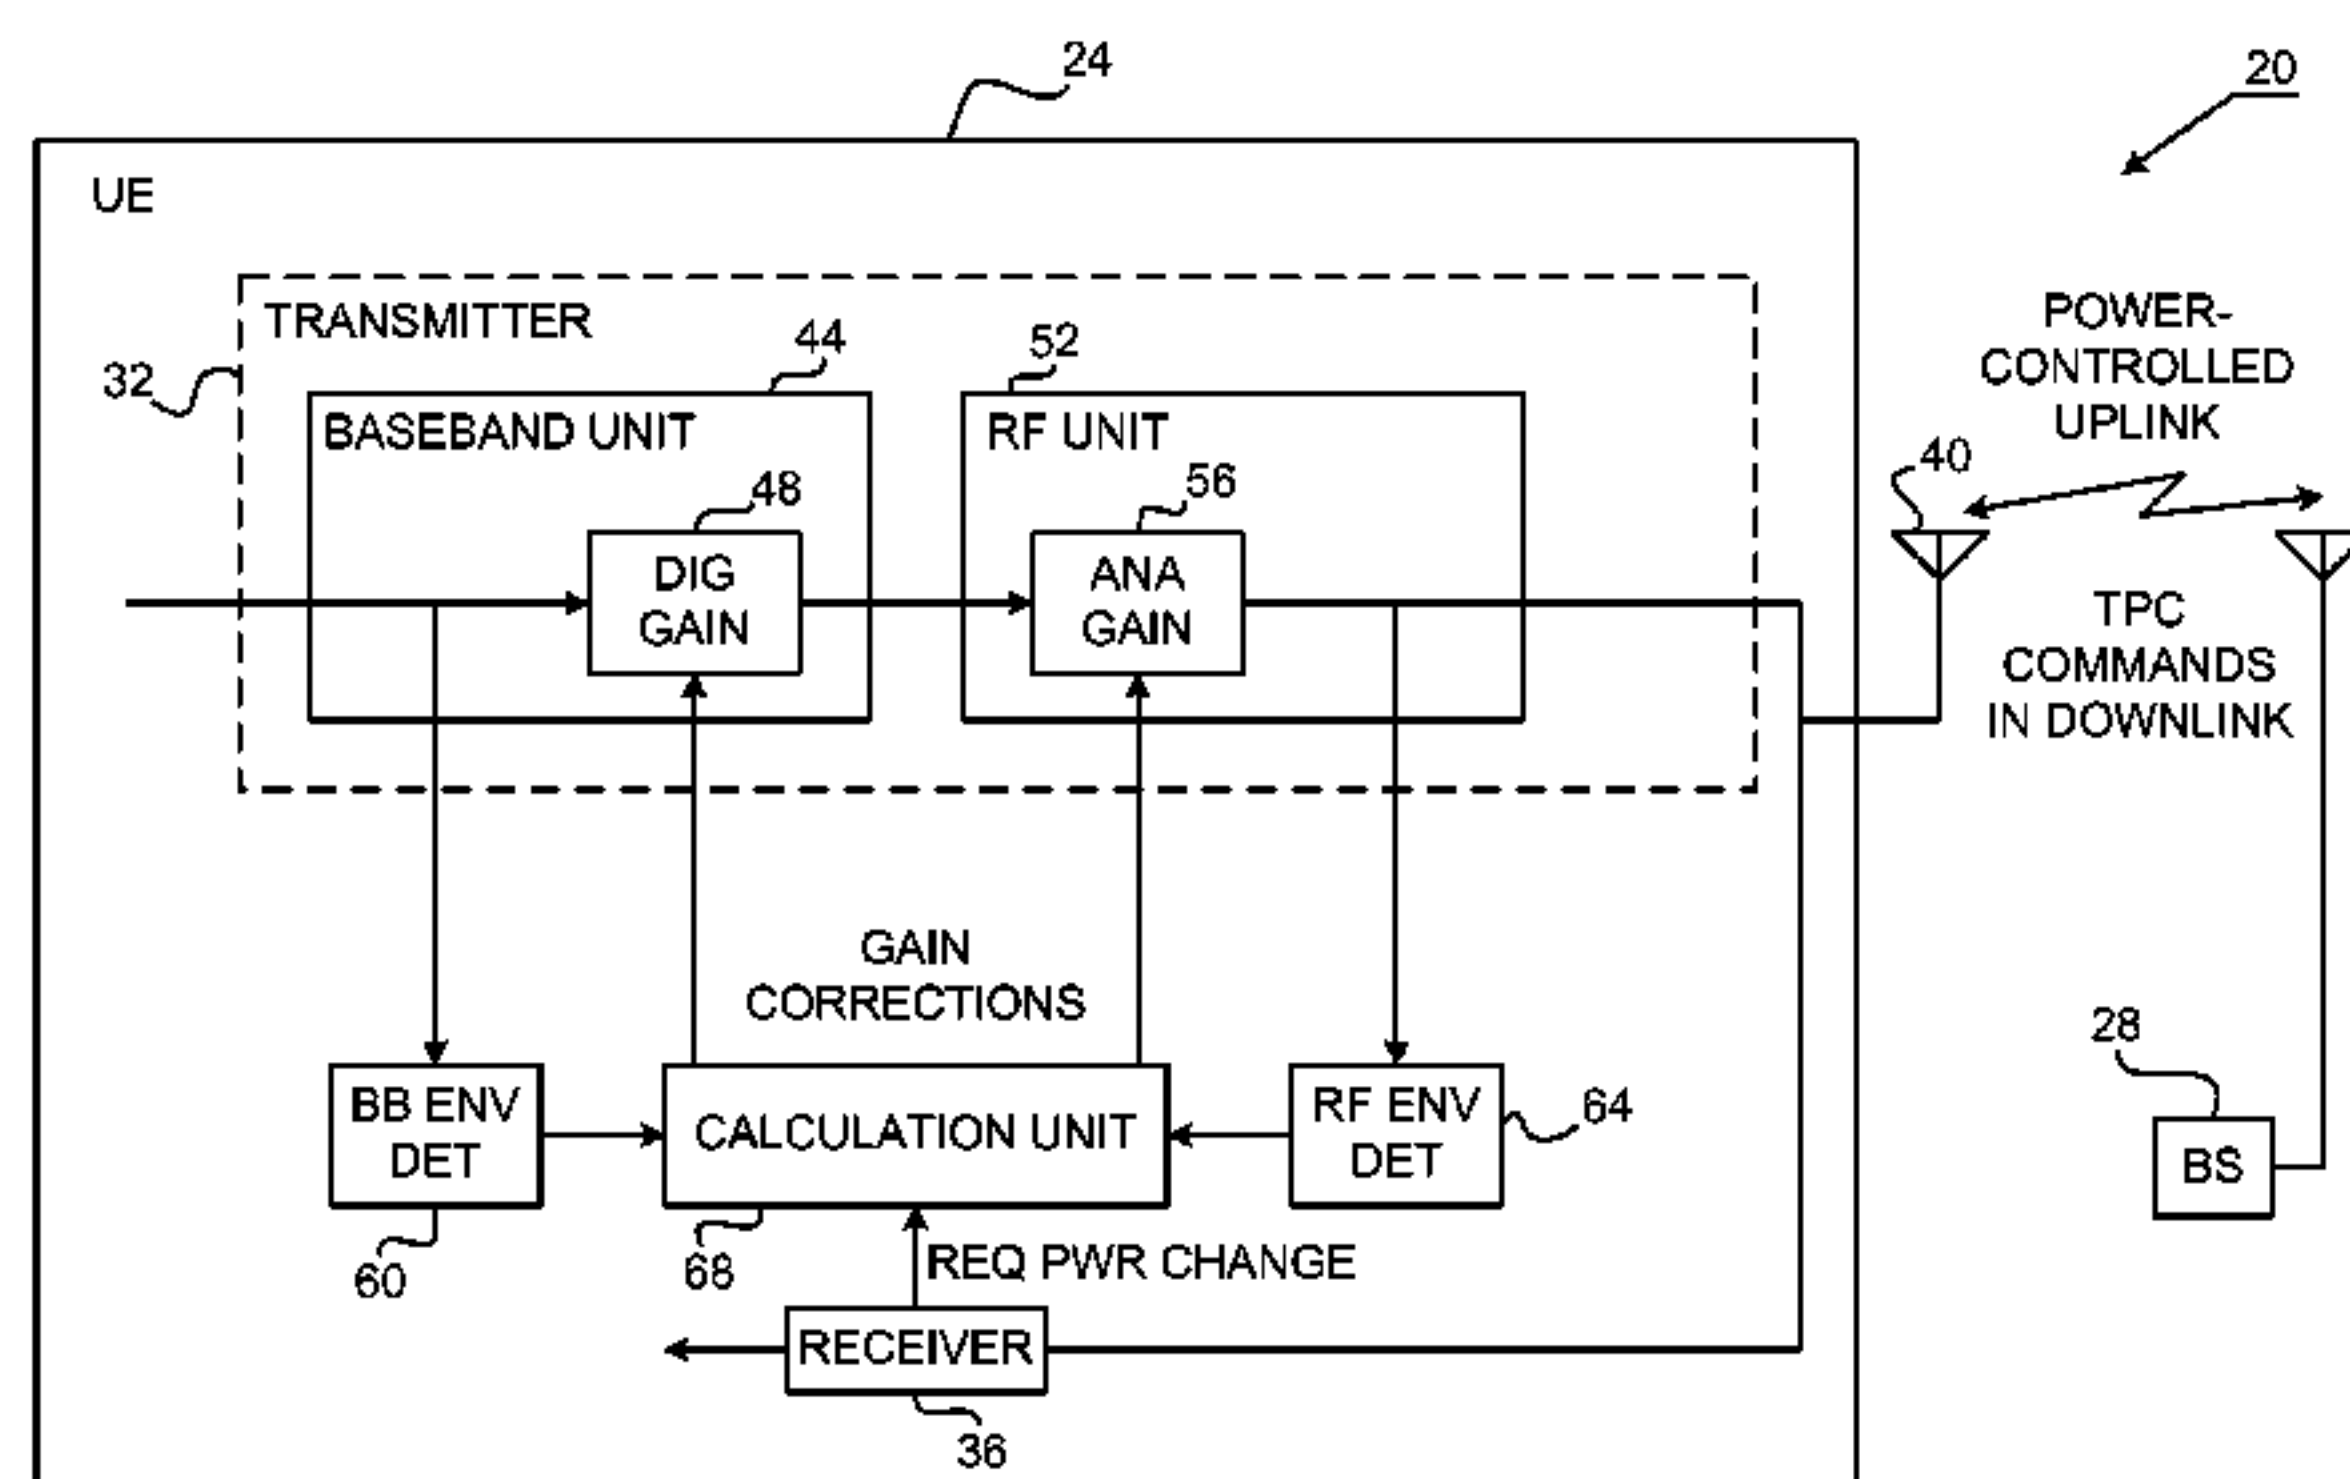 24
20
UE
TRANSMITTER
32
44
52
BASEBAND UNIT
RF UNIT
48
56
DIG
GAIN
ANA
GAIN
POWER-
CONTROLLED
UPLINK
40
TPC
COMMANDS
IN DOWNLINK
GAIN
CORRECTIONS
BB ENV
DET
60
CALCULATION UNIT
68
RF ENV
DET
64
28
BS
REQ PWR CHANGE
RECEIVER
36